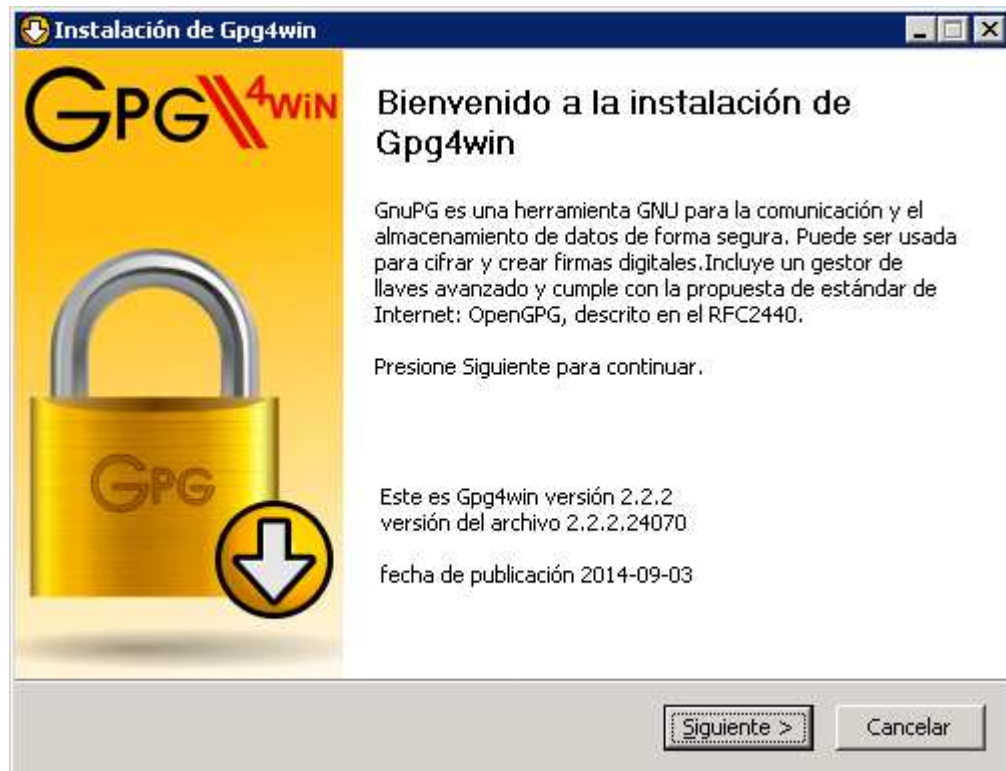 Instalación de Gpg4win
GPG4WiN
Bienvenido a la instalación de
Gpg4win
GnuPG es una herramienta GNU para la comunicación y el
almacenamiento de datos de forma segura. Puede ser usada
para cifrar y crear firmas digitales.Incluye un gestor de
llaves avanzado y cumple con la propuesta de estándar de
Internet: OpenGPG, descrito en el RFC2440.
Presione Siguiente para continuar.
GPG
Este es Gpg4win versión 2.2.2
versión del archivo 2.2.2.24070
fecha de publicación 2014-09-03
Siguiente >
Cancelar